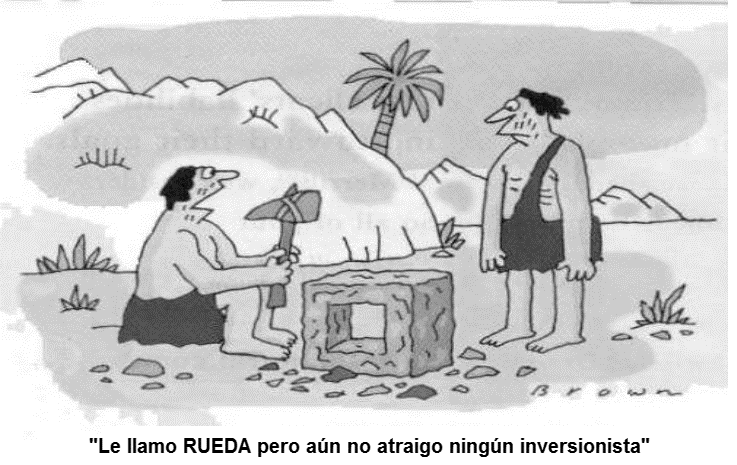 Brown
"Le llamo RUEDA pero aún no atraigo ningún inversionista"